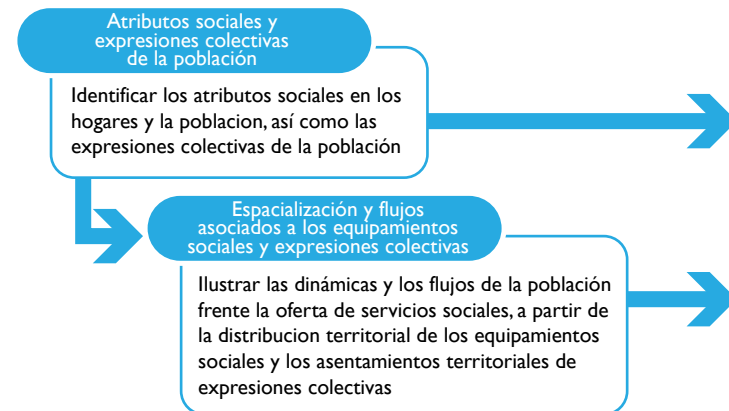 Atributos sociales y
expresiones colectivas
de la población
Identificar los atributos sociales en los
hogares y la poblacion, así como las
expresiones colectivas de la población
Espacialización y flujos
asociados a los equipamientos
sociales y expresiones colectivas
Ilustrar las dinámicas y los flujos de la población
frente la oferta de servicios sociales, a partir de
la distribucion territorial de los equipamientos
sociales y los asentamientos territoriales de
expresiones colectivas